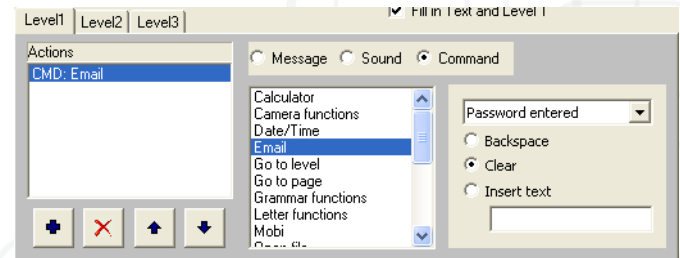 Level1 Level2 Level3
Fill in Text and Level 1
Actions
CMD: Email
Message Sound Command
Calculator
Camera functions
Date/Time
Email
Go to level
Go to page
Grammar functions
Letter functions
Mobi
Open file
Password entered
Backspace
Clear
Insert text